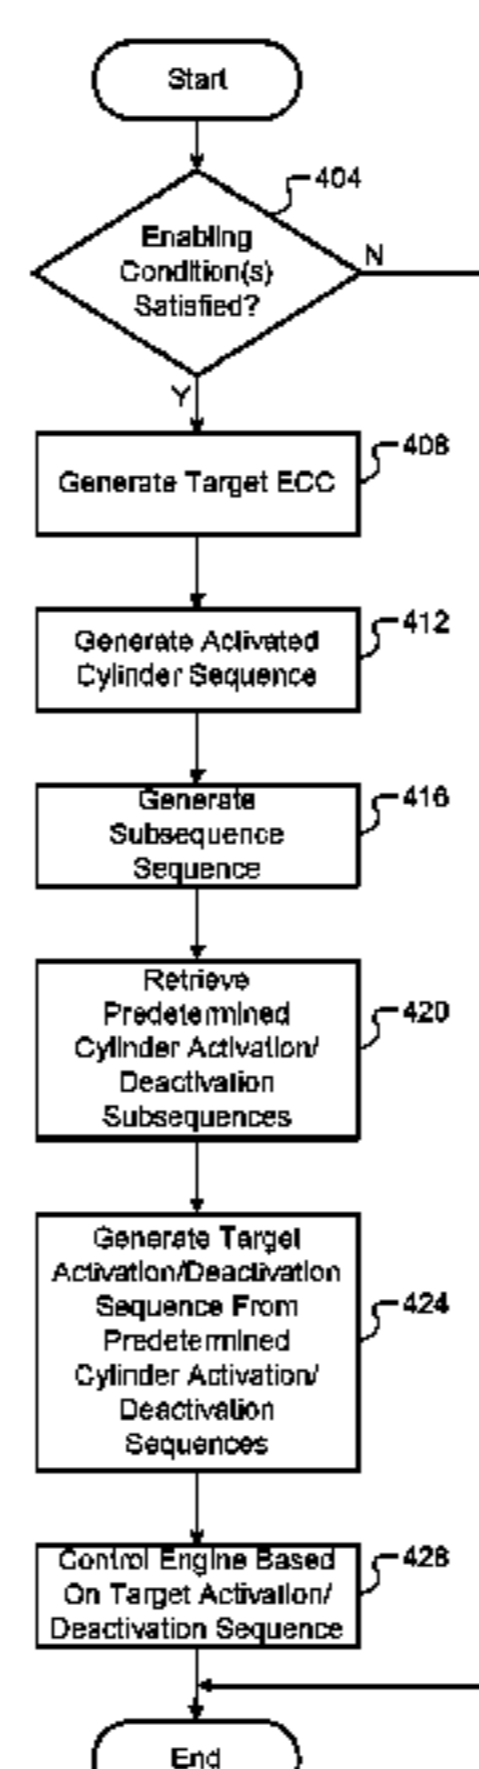 Start
404
Enabling
Condition(s)
Satisfied?
N
Y
408
Generate Target ECC
412
Generate Activated
Cylinder Sequence
416
Generate
Subsequence
Sequence
420
Retrieve
Predetermined
Cylinder Activation/
Deactivation
Subsequences
424
Generate Target
Activation/Deactivation
Sequence From
Predetermined
Cylinder Activation/
Deactivation
Sequences
428
Control Engine Based
On Target Activation/
Deactivation Sequence
End